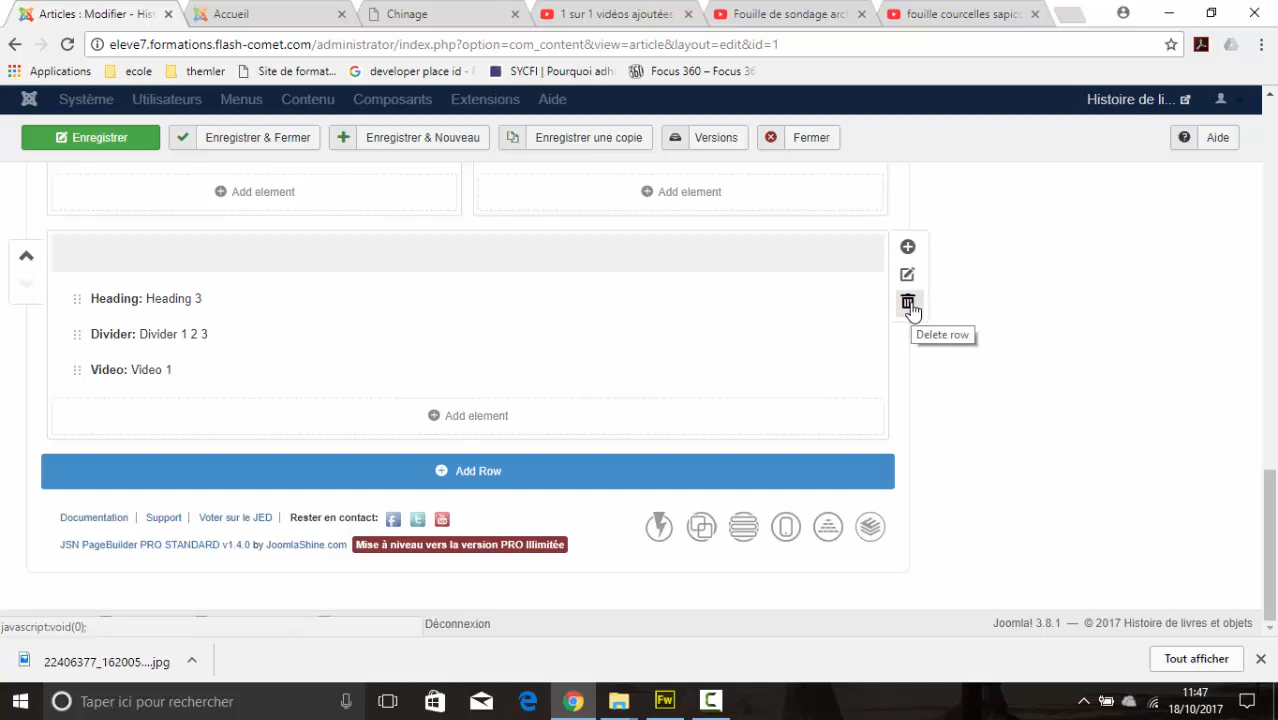 Articles : Modifier - His
Accueil
Chinage
1 sur 1 vidéos ajoutées
Fouille de sondage arc
fouille courcelles sapic
eleve7.formations.flash-comet.com/administrator/index.php?option=com_content&view=article&layout=edit&id=1
Applications
ecole
themler
Site de format...
developer place id -
SYCFI | Pourquoi adh
Focus 360 – Focus 36
Système
Utilisateurs
Menus
Contenu
Composants
Extensions
Aide
Histoire de li...
Enregistrer
Enregistrer & Fermer
Enregistrer & Nouveau
Enregistrer une copie
Versions
Fermer
Aide
Add element
Add element
Heading: Heading 3
Delete row
Divider: Divider 1 2 3
Video: Video 1
Add element
Add Row
Documentation | Support | Voter sur le JED | Rester en contact:
JSN PageBuilder PRO STANDARD v1.4.0 by JoomlaShine.com Mise à niveau vers la version PRO Illimitée
javascript:void(0);
Déconnexion
Joomla! 3.8.1 — © 2017 Histoire de livres et objets
22406377_162005....jpg
Tout afficher
Taper ici pour rechercher
Fw
11:47
18/10/2017